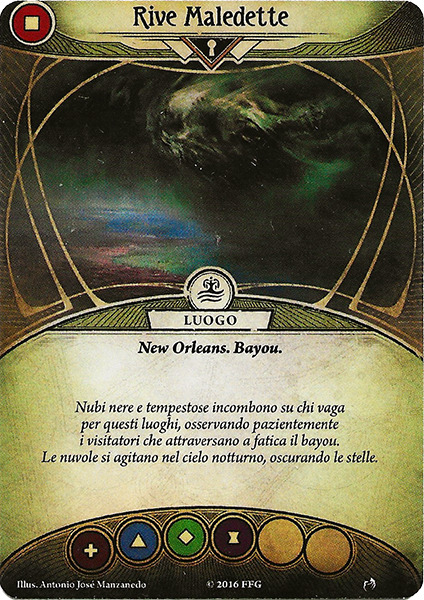 Rive Maledette
LUOGO
New Orleans. Bayou.
Nubi nere e tempestose incombono su chi vaga
per questi luoghi, osservando pazientemente
i visitatori che attraversano a fatica il bayou.
Le nuvole si agitano nel cielo notturno, oscurando le stelle.
Illus. Antonio José Manzanedo
© 2016 FFG